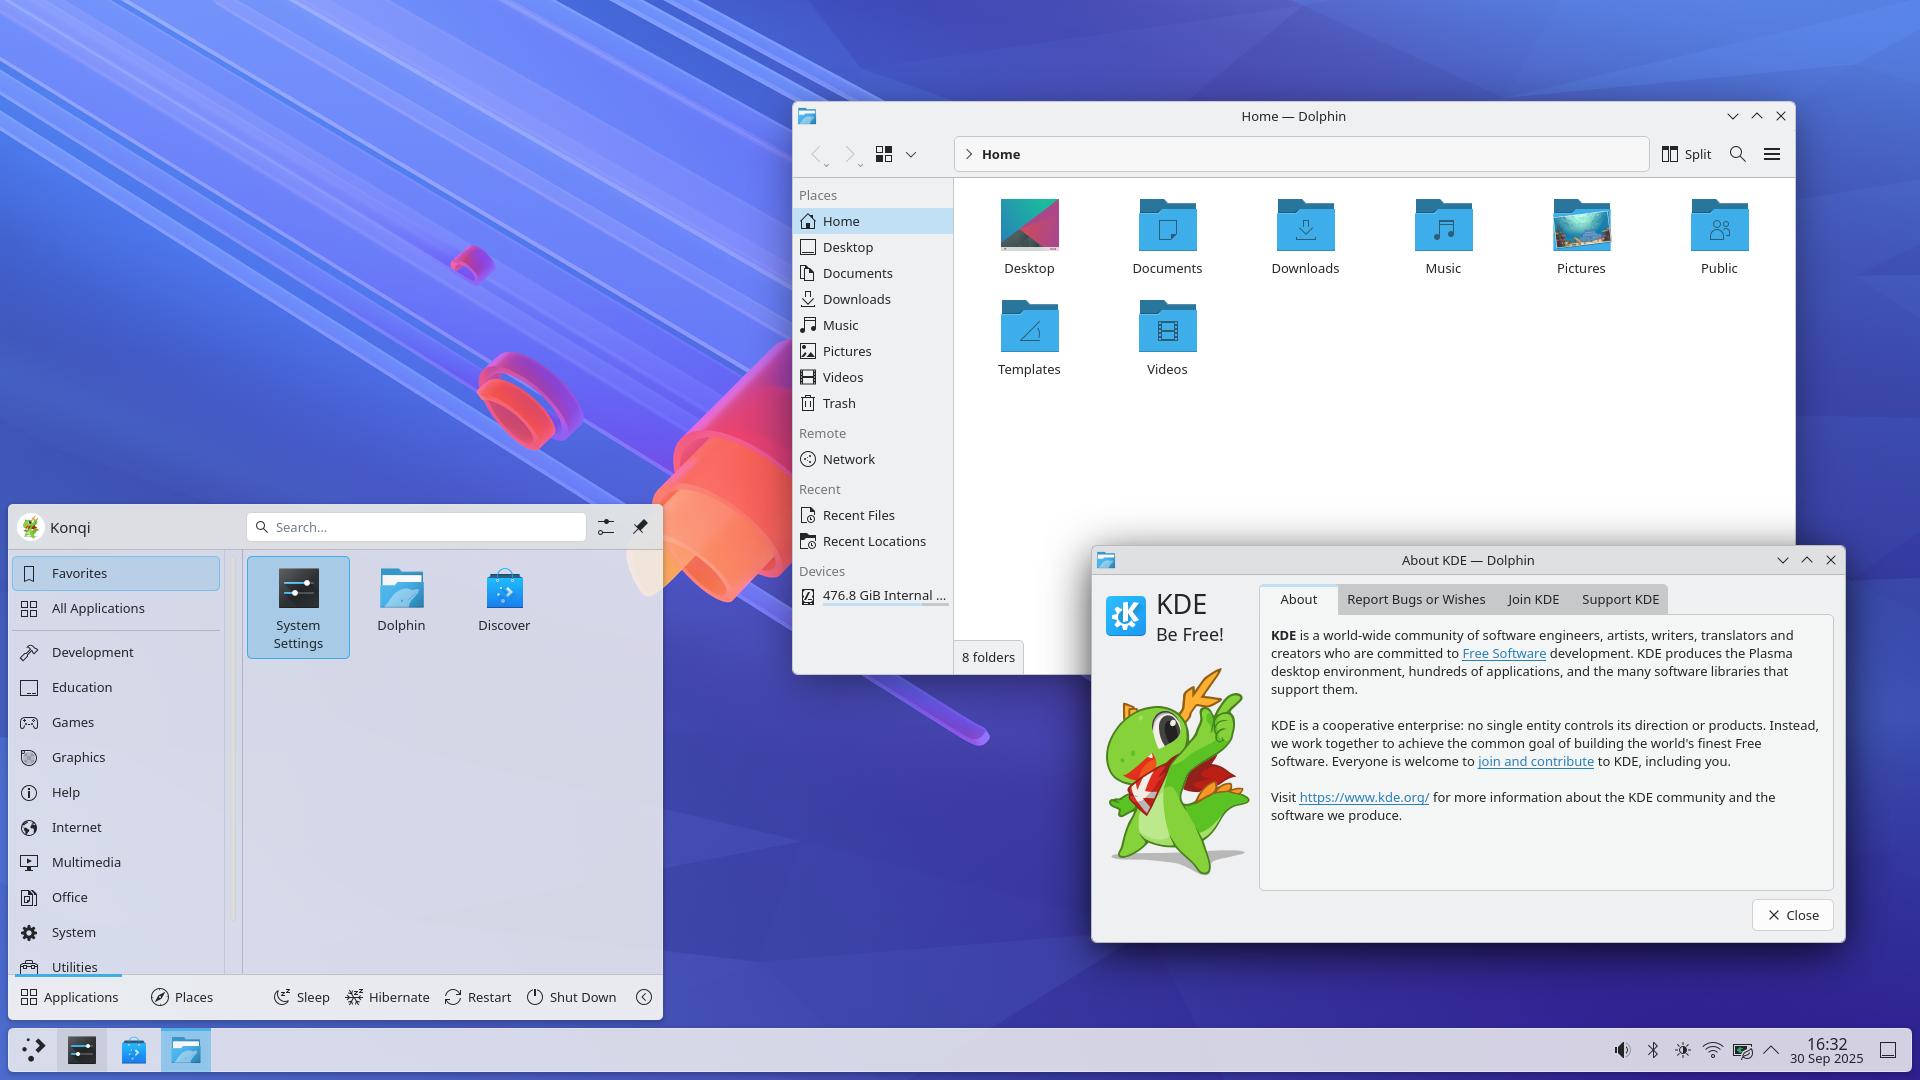 Home — Dolphin
Home
Split
Places
Home
Desktop
Documents
Downloads
Music
Pictures
Videos
Trash
Remote
Network
Recent
Recent Files
Recent Locations
Devices
476.8 GiB Internal ...
Desktop
Documents
Downloads
Music
Pictures
Public
Templates
Videos
8 folders
Konqi
Search...
Favorites
All Applications
Development
Education
Games
Graphics
Help
Internet
Multimedia
Office
System
Utilities
System
Settings
Dolphin
Discover
Applications
Places
Sleep
Hibernate
Restart
Shut Down
About KDE — Dolphin
KDE
Be Free!
About
Report Bugs or Wishes
Join KDE
Support KDE
KDE is a world-wide community of software engineers, artists, writers, translators and
creators who are committed to Free Software development. KDE produces the Plasma
desktop environment, hundreds of applications, and the many software libraries that
support them.
KDE is a cooperative enterprise: no single entity controls its direction or products. Instead,
we work together to achieve the common goal of building the world's finest Free
Software. Everyone is welcome to join and contribute to KDE, including you.
Visit https://www.kde.org/ for more information about the KDE community and the
software we produce.
Close
16:32
30 Sep 2025